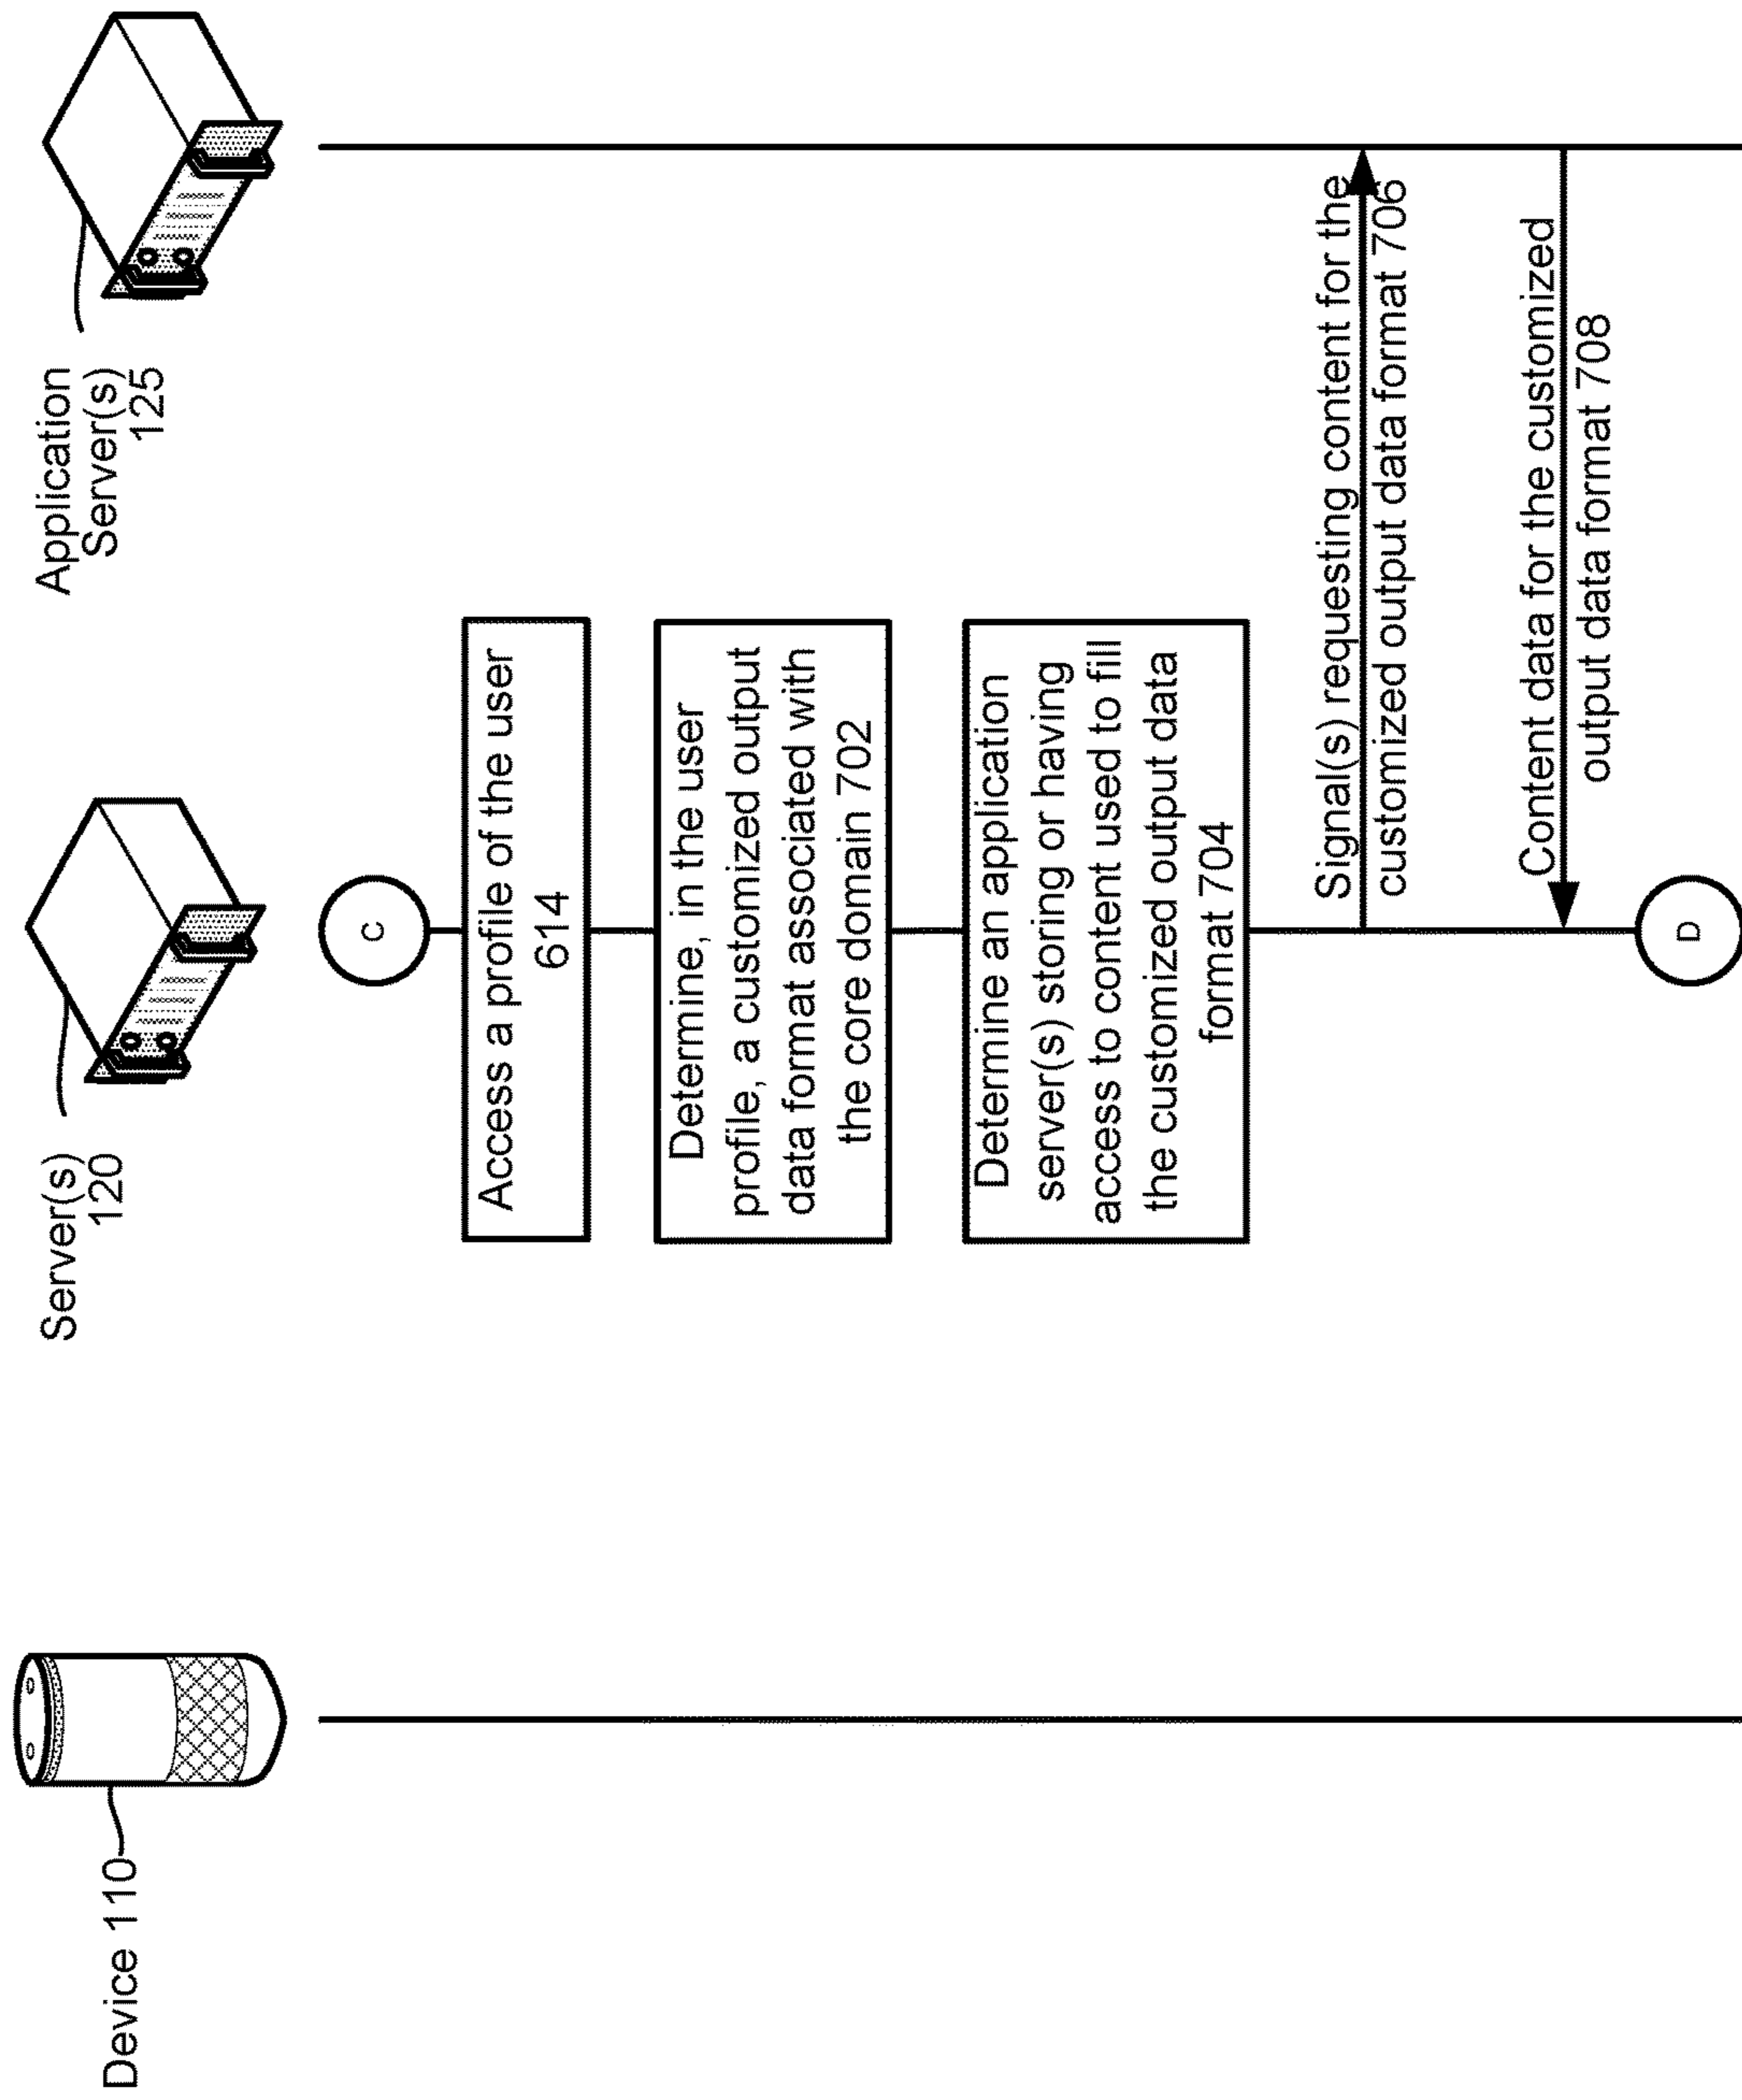 Device 110
Server(s)
120
Application
Server(s)
125
C
Access a profile of the user
614
Determine, in the user
profile, a customized output
data format associated with
the core domain 702
Determine an application
server(s) storing or having
access to content used to fill
the customized output data
format 704
Signal(s) requesting content for the
customized output data format 706
Content data for the customized
output data format 708
D